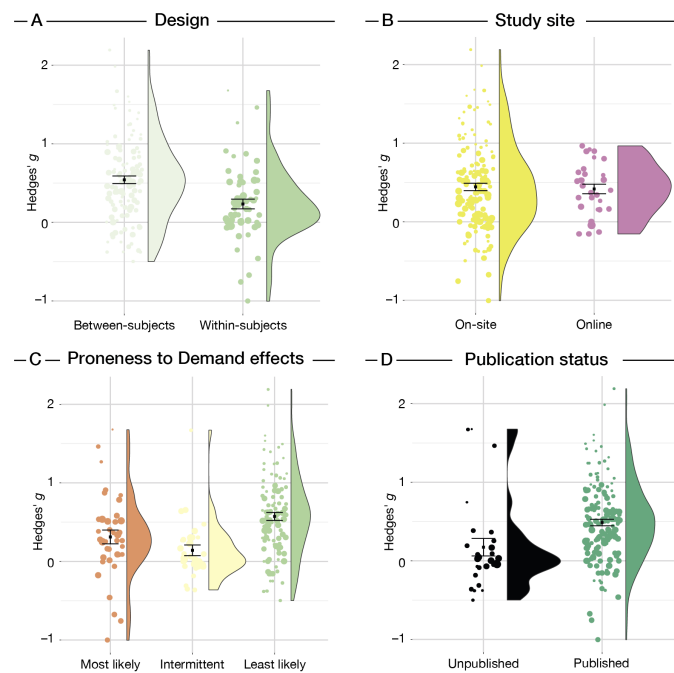 A Design
2
1
0
−1
Hedges' g
Between-subjects Within-subjects
B Study site
2
1
0
−1
Hedges' g
On-site Online
C Proneness to Demand effects
2
1
0
−1
Hedges' g
Most likely Intermittent Least likely
D Publication status
2
1
0
−1
Hedges' g
Unpublished Published